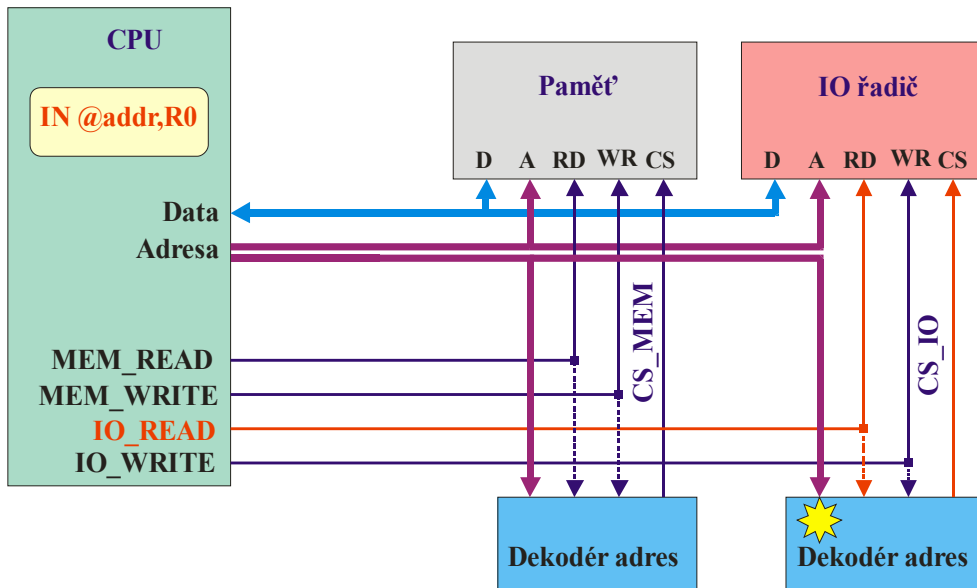 CPU
IN @addr,R0
Data
Adresa
MEM_READ
MEM_WRITE
IO_READ
IO_WRITE
Paměť
D A RD WR CS
IO řadič
D A RD WR CS
CS_MEM
CS_IO
Dekodér adres
Dekodér adres